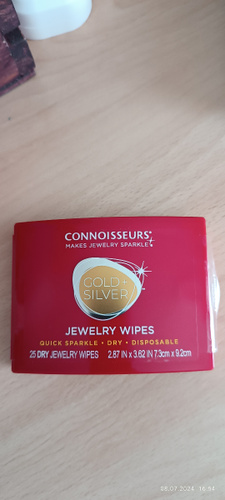 CONNOISSEURS®
MAKES JEWELRY SPARKLE
GOLD+
SILVER
JEWELRY WIPES
QUICK SPARKLE • DRY • DISPOSABLE
25 DRY JEWELRY WIPES 2.87 IN X 3.62 IN 7.3cm x 9.2cm
08.07.2024 16:54